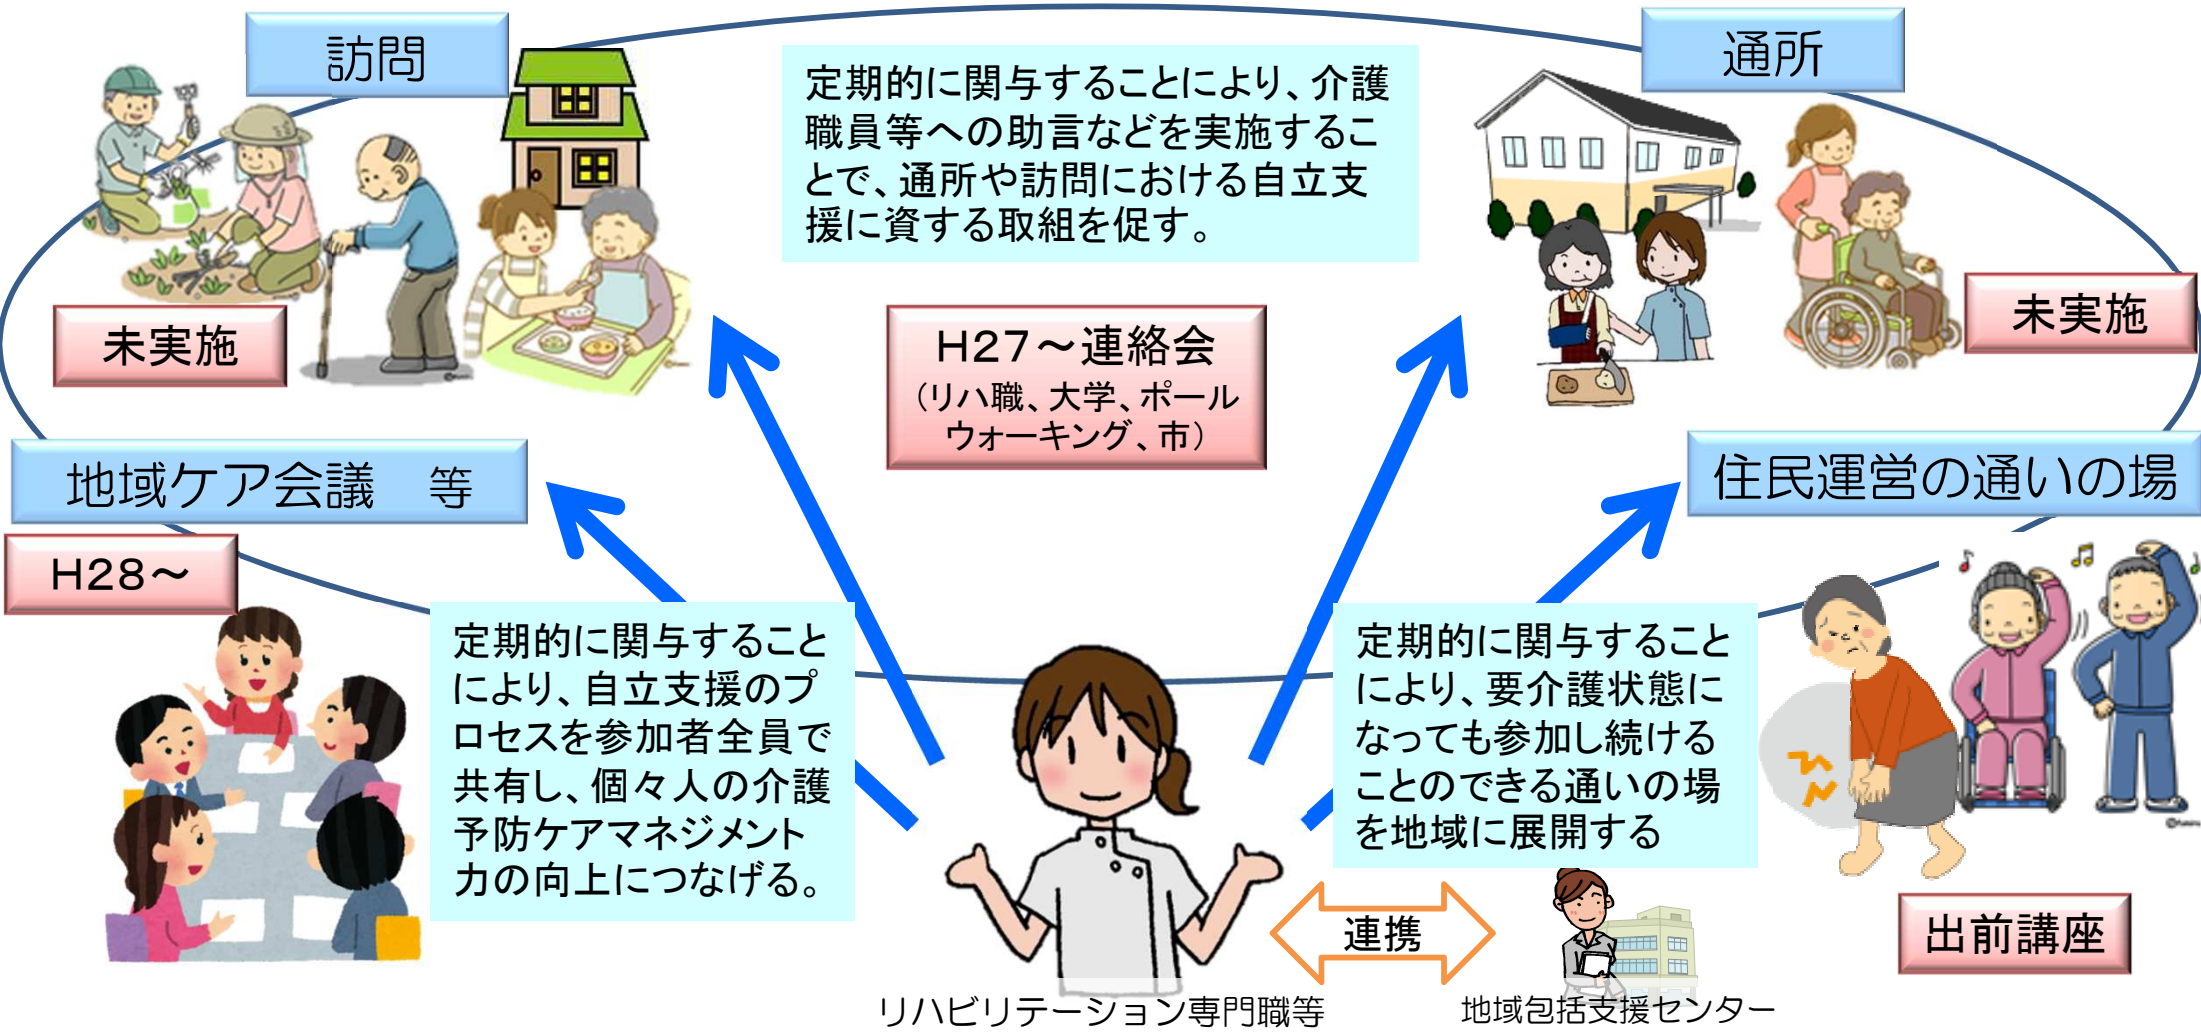 訪問
通所
定期的に関与することにより、介護
職員等への助言などを実施するこ
とで、通所や訪問における自立支
援に資する取組を促す。
未実施
未実施
H27～連絡会
（リハ職、大学、ポール
ウォーキング、市）
地域ケア会議　等
住民運営の通いの場
H28～
定期的に関与すること
により、自立支援のプ
ロセスを参加者全員で
共有し、個々人の介護
予防ケアマネジメント
力の向上につなげる。
定期的に関与すること
により、要介護状態に
なっても参加し続ける
ことのできる通いの場
を地域に展開する
連携
出前講座
リハビリテーション専門職等
地域包括支援センター